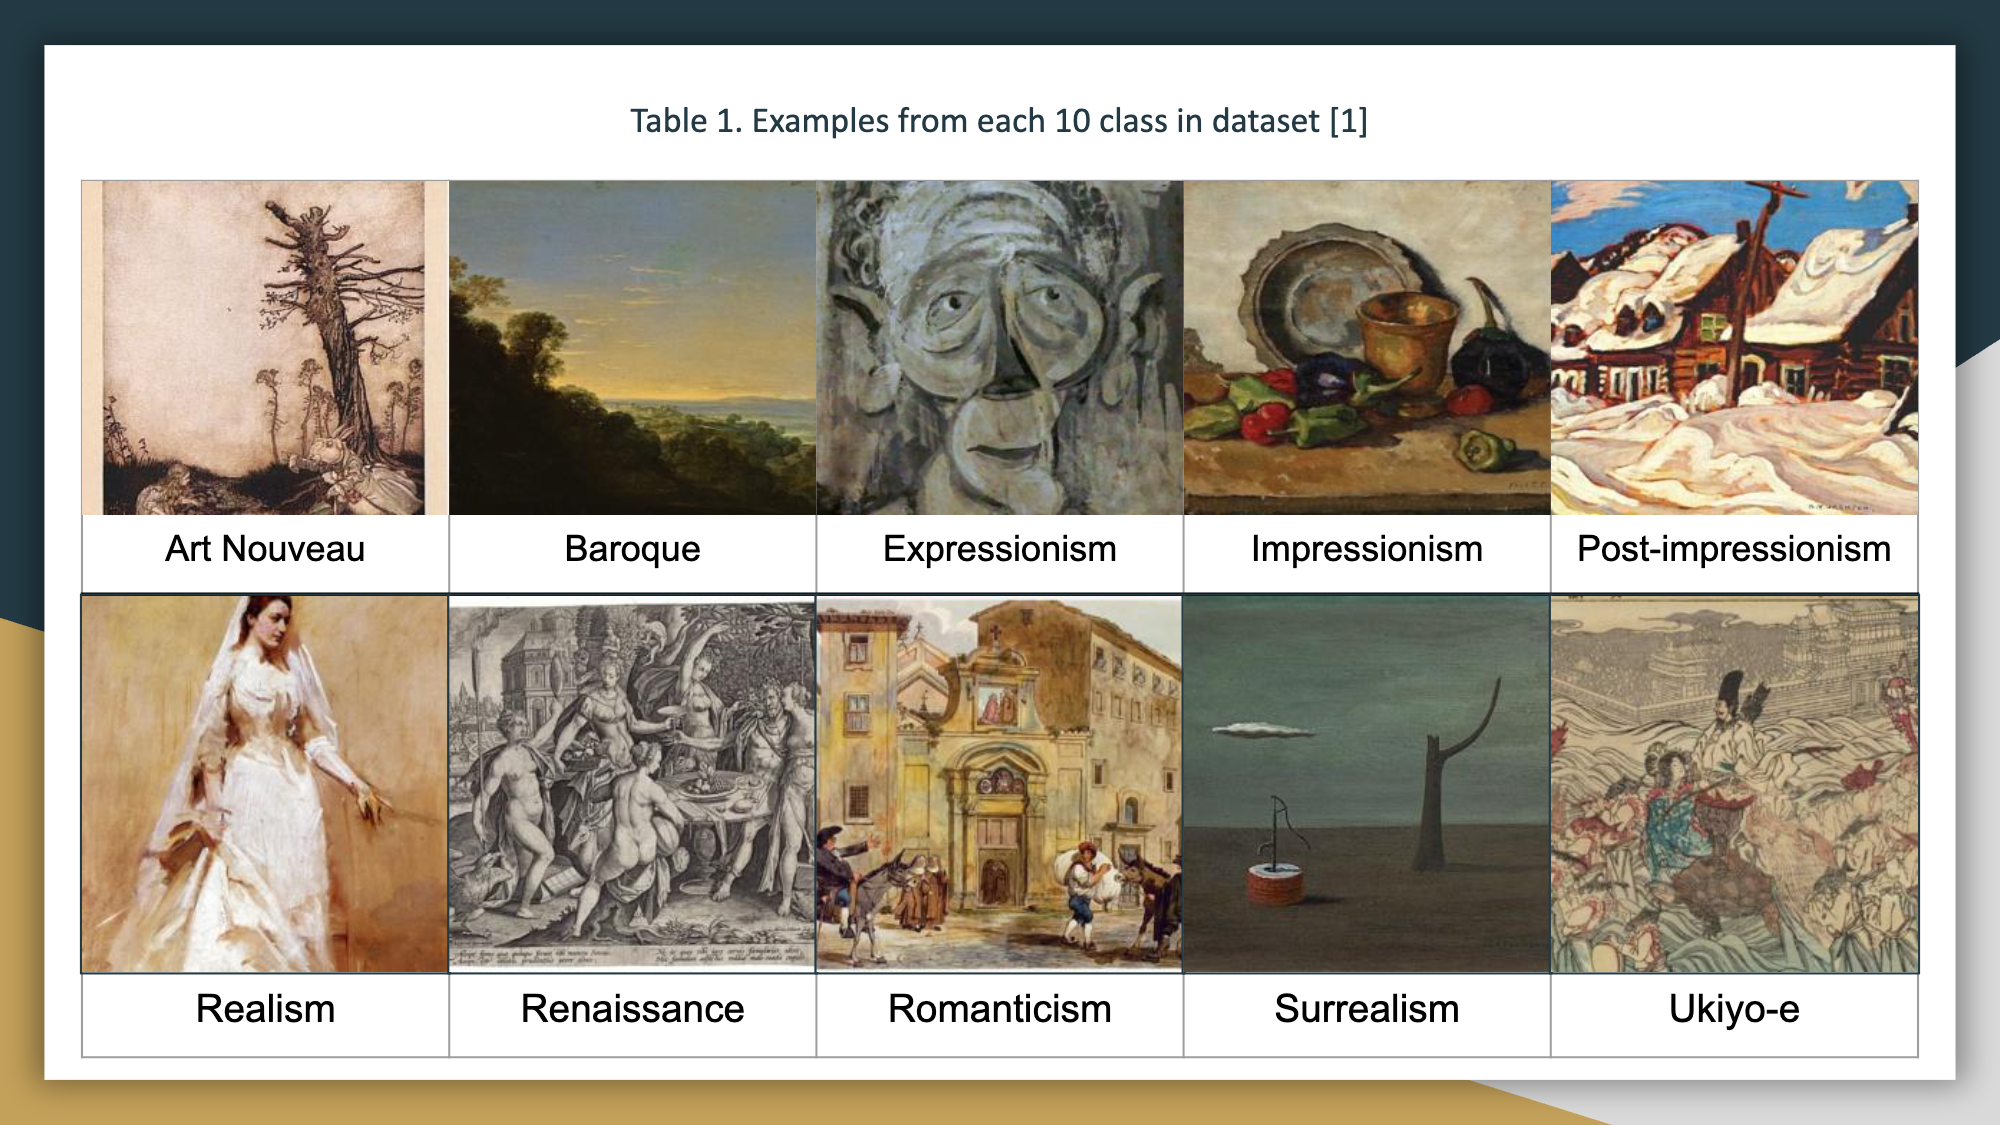 Table 1. Examples from each 10 class in dataset [1]
Art Nouveau
Baroque
Expressionism
Impressionism
Post-impressionism
Realism
Renaissance
Romanticism
Surrealism
Ukiyo-e